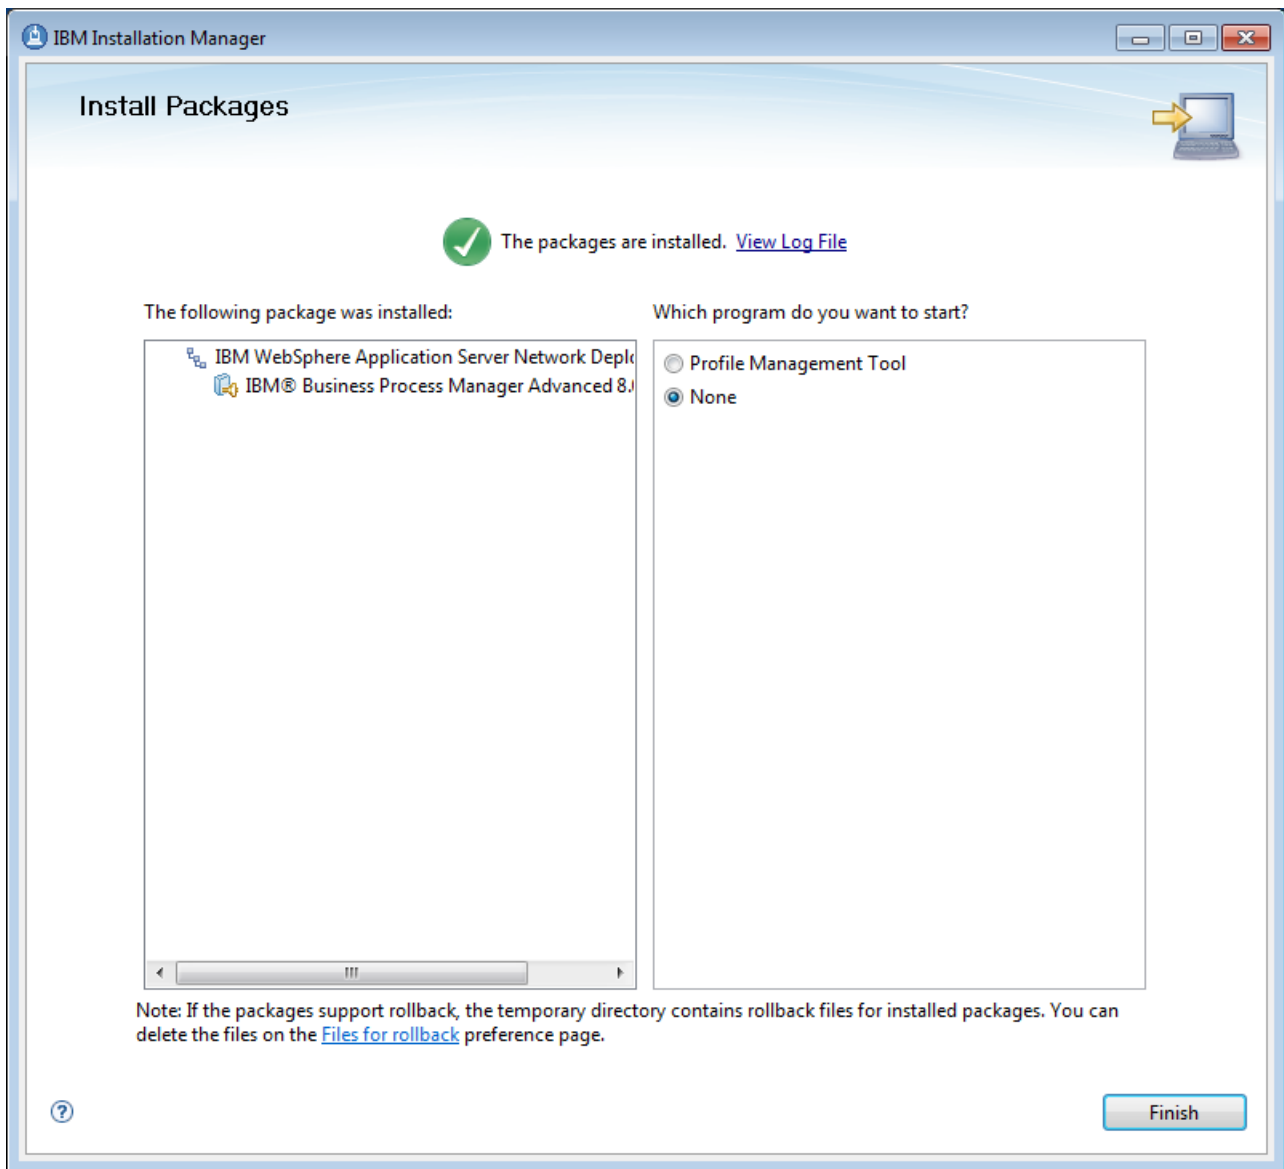 IBM Installation Manager
Install Packages
The packages are installed. View Log File
The following package was installed:
IBM WebSphere Application Server Network Deplo
IBM® Business Process Manager Advanced 8.
Which program do you want to start?
Profile Management Tool
None
Note: If the packages support rollback, the temporary directory contains rollback files for installed packages. You can
delete the files on the Files for rollback preference page.
Finish